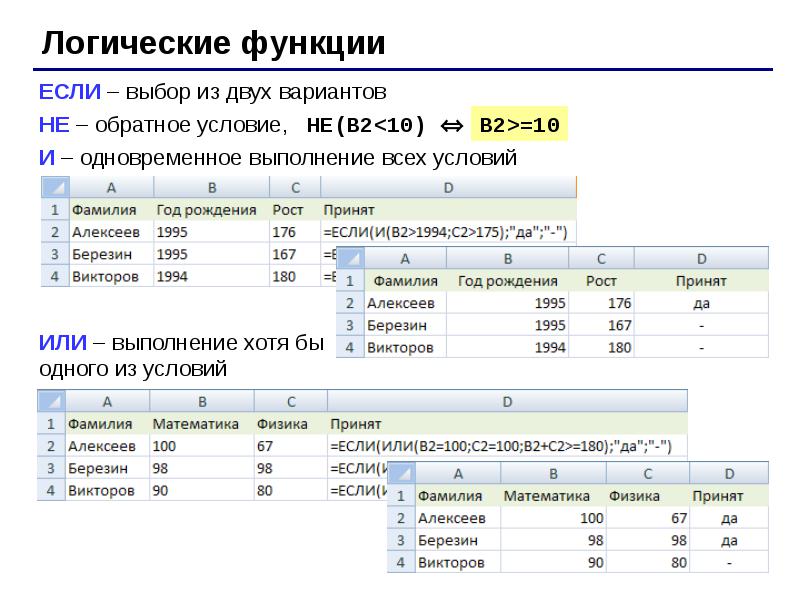 Логические функции
ЕСЛИ – выбор из двух вариантов
НЕ – обратное условие, НЕ(B2<10) ⇔ B2>=10
И – одновременное выполнение всех условий
A B C D
1 Фамилия Год рождения Рост Принят
2 Алексеев 1995 176 =ЕСЛИ(И(B2>1994;C2>175);"да";"-")
3 Березин 1995 167
4 Викторов 1994 180
A B C D
1 Фамилия Год рождения Рост Принят
2 Алексеев 1995 176 да
3 Березин 1995 167 -
4 Викторов 1994 180 -
ИЛИ – выполнение хотя бы
одного из условий
A B C D
1 Фамилия Математика Физика Принят
2 Алексеев 100 67 =ЕСЛИ(ИЛИ(B2=100;C2=100;B2+C2>=180);"да";"-")
3 Березин 98 98 =ЕСЛИ(И
4 Викторов 90 80 =ЕСЛИ(И
A B C D
1 Фамилия Математика Физика Принят
2 Алексеев 100 67 да
3 Березин 98 98 да
4 Викторов 90 80 -